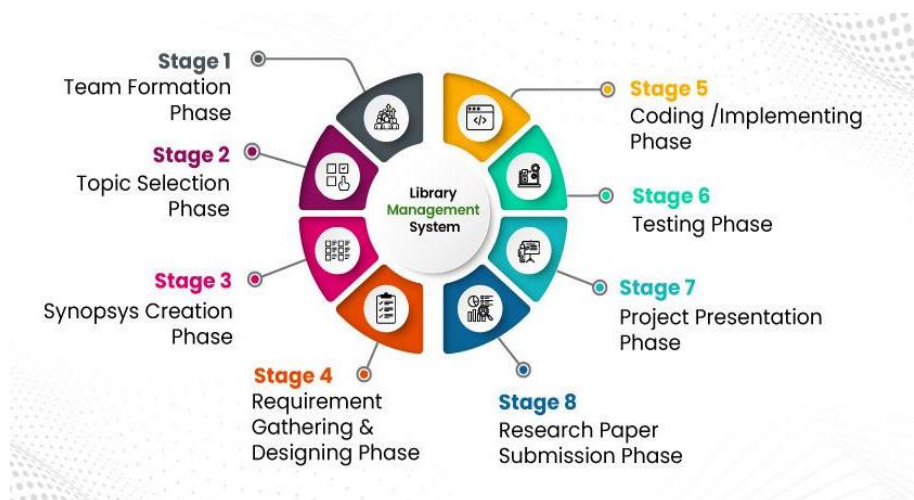 Stage 1
Team Formation
Phase
Stage 2
Topic Selection
Phase
Stage 3
Synopsys Creation
Phase
Stage 4
Requirement
Gathering &
Designing Phase
Library
Management
System
</>
Stage 5
Coding /Implementing
Phase
Stage 6
Testing Phase
Stage 7
Project Presentation
Phase
Stage 8
Research Paper
Submission Phase